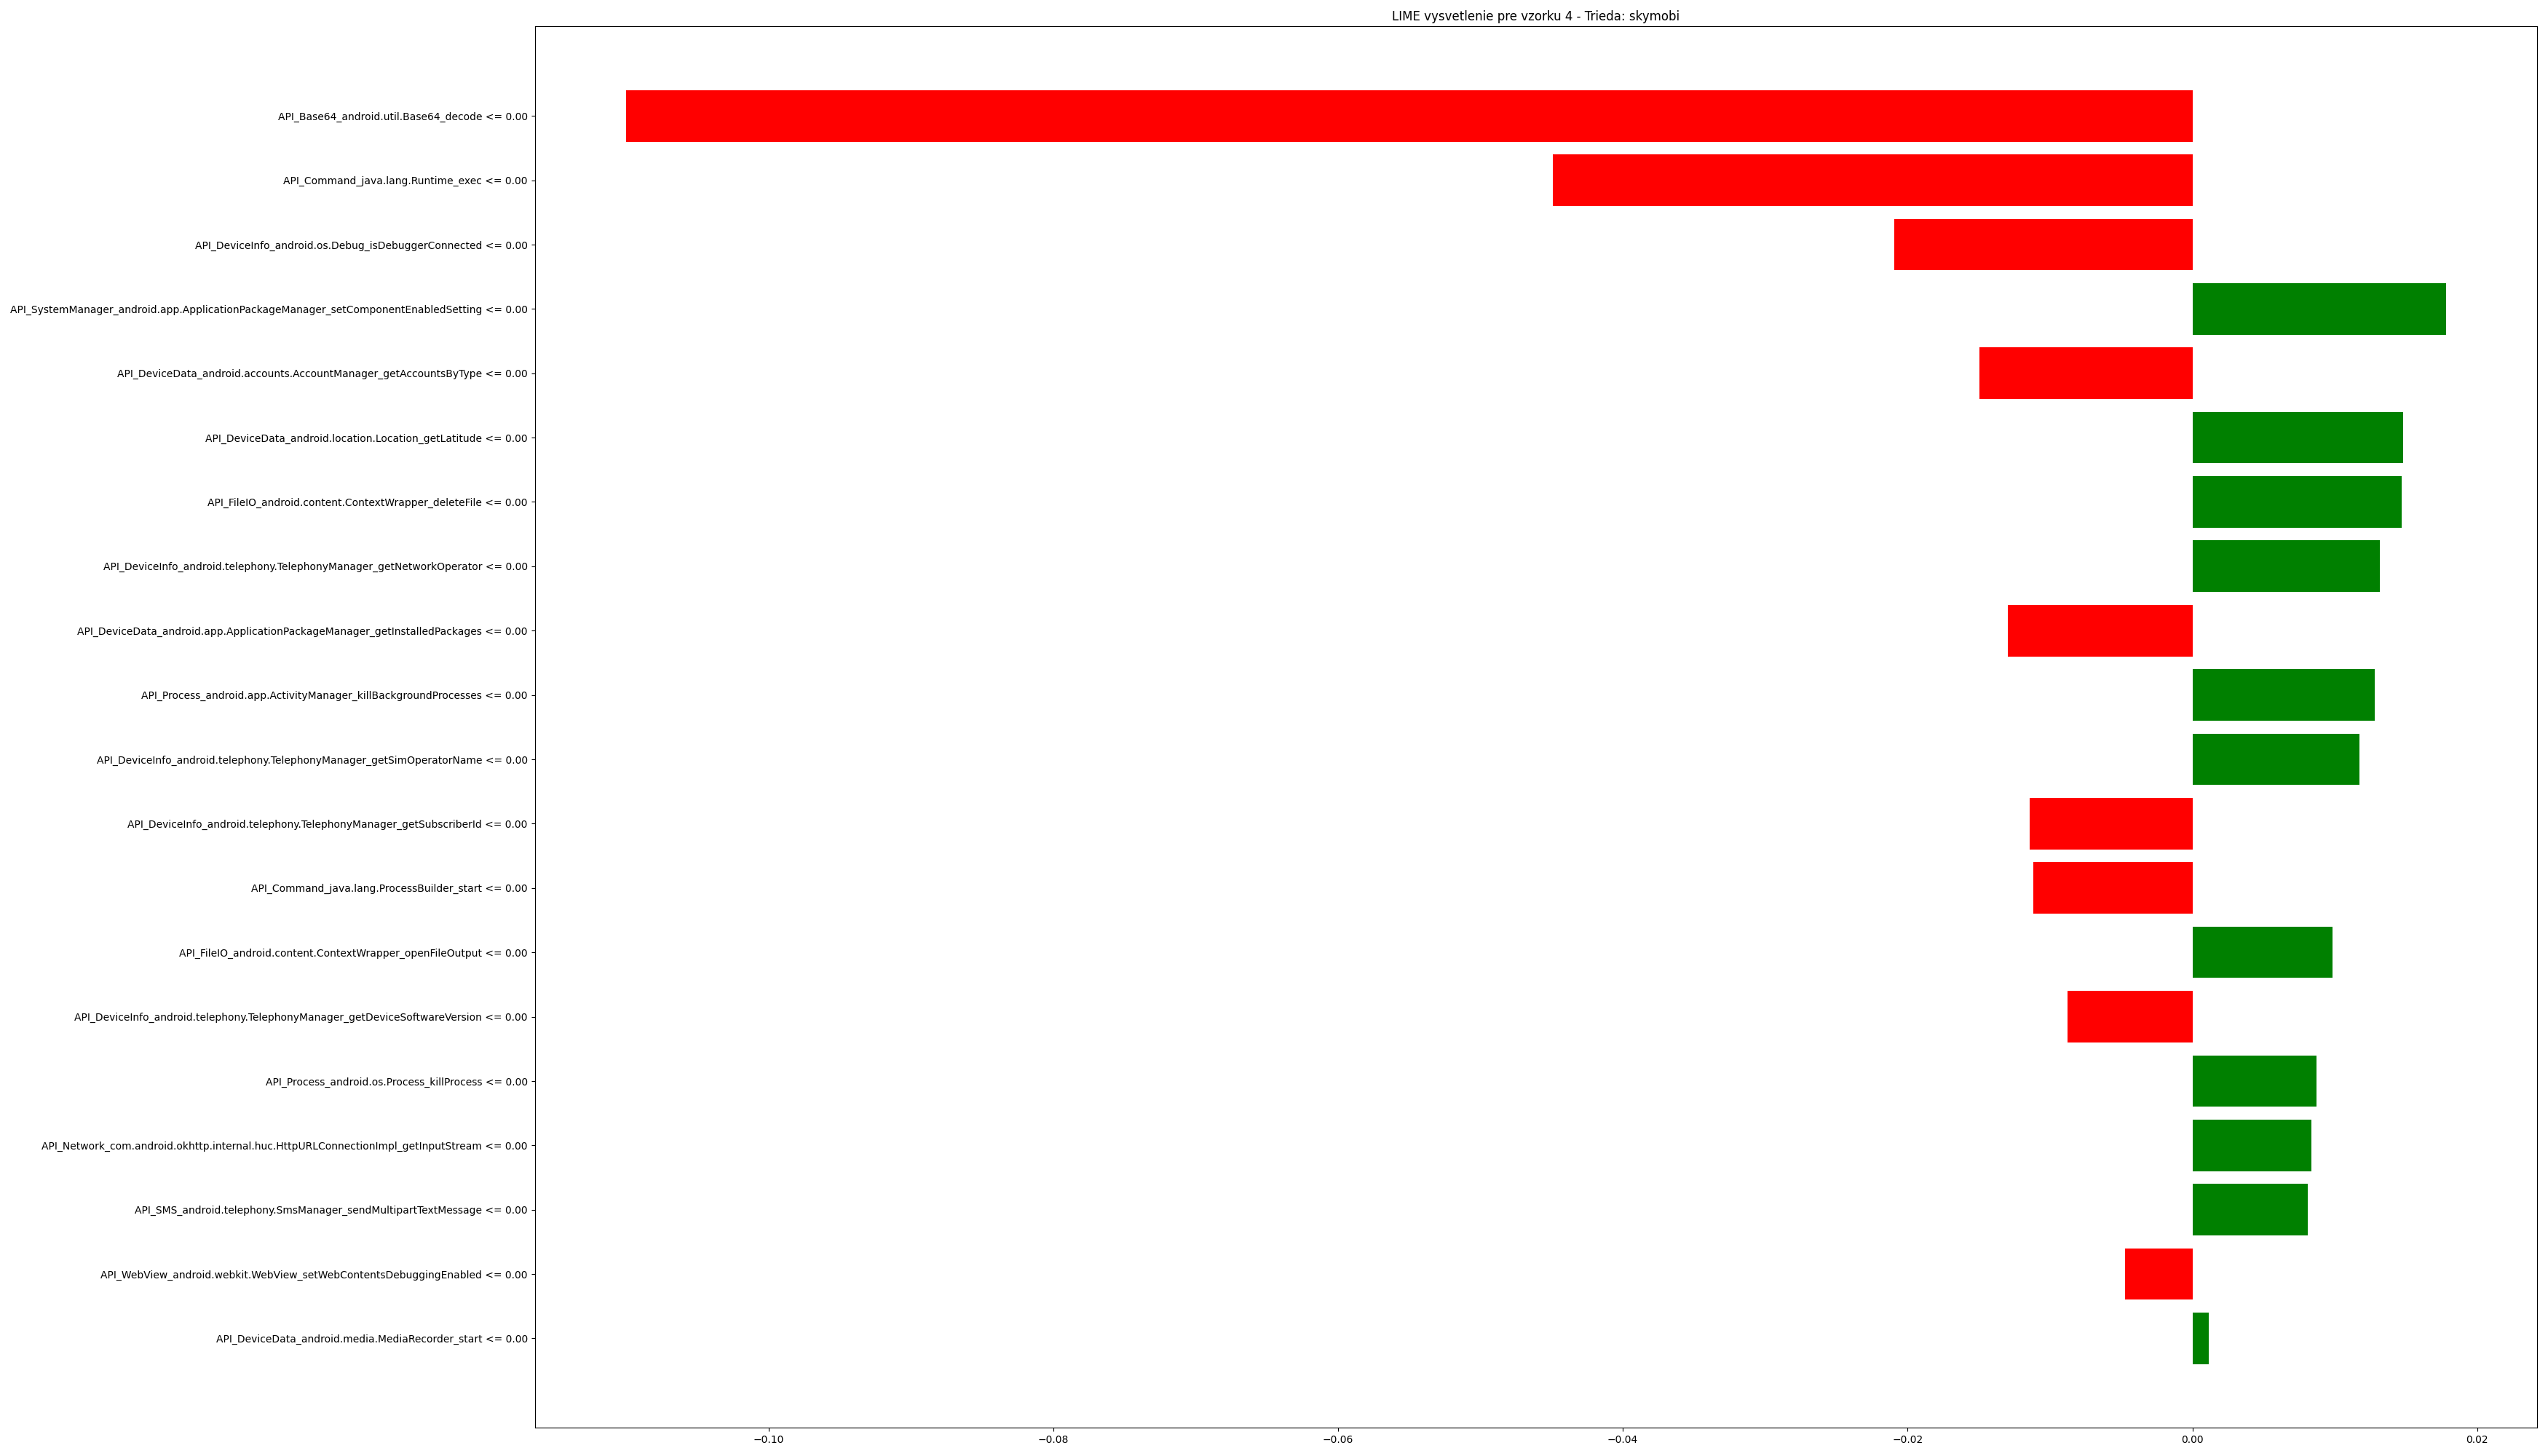 LIME vysvetlenie pre vzorku 4 - Trieda: skymobi
API_Base64_android.util.Base64_decode <= 0.00
API_Command_java.lang.Runtime_exec <= 0.00
API_DeviceInfo_android.os.Debug_isDebuggerConnected <= 0.00
API_SystemManager_android.app.ApplicationPackageManager_setComponentEnabledSetting <= 0.00
API_DeviceData_android.accounts.AccountManager_getAccountsByType <= 0.00
API_DeviceData_android.location.Location_getLatitude <= 0.00
API_FileIO_android.content.ContextWrapper_deleteFile <= 0.00
API_DeviceInfo_android.telephony.TelephonyManager_getNetworkOperator <= 0.00
API_DeviceData_android.app.ApplicationPackageManager_getInstalledPackages <= 0.00
API_Process_android.app.ActivityManager_killBackgroundProcesses <= 0.00
API_DeviceInfo_android.telephony.TelephonyManager_getSimOperatorName <= 0.00
API_DeviceInfo_android.telephony.TelephonyManager_getSubscriberId <= 0.00
API_Command_java.lang.ProcessBuilder_start <= 0.00
API_FileIO_android.content.ContextWrapper_openFileOutput <= 0.00
API_DeviceInfo_android.telephony.TelephonyManager_getDeviceSoftwareVersion <= 0.00
API_Process_android.os.Process_killProcess <= 0.00
API_Network_com.android.okhttp.internal.huc.HttpURLConnectionImpl_getInputStream <= 0.00
API_SMS_android.telephony.SmsManager_sendMultipartTextMessage <= 0.00
API_WebView_android.webkit.WebView_setWebContentsDebuggingEnabled <= 0.00
API_DeviceData_android.media.MediaRecorder_start <= 0.00
−0.10 −0.08 −0.06 −0.04 −0.02 0.00 0.02